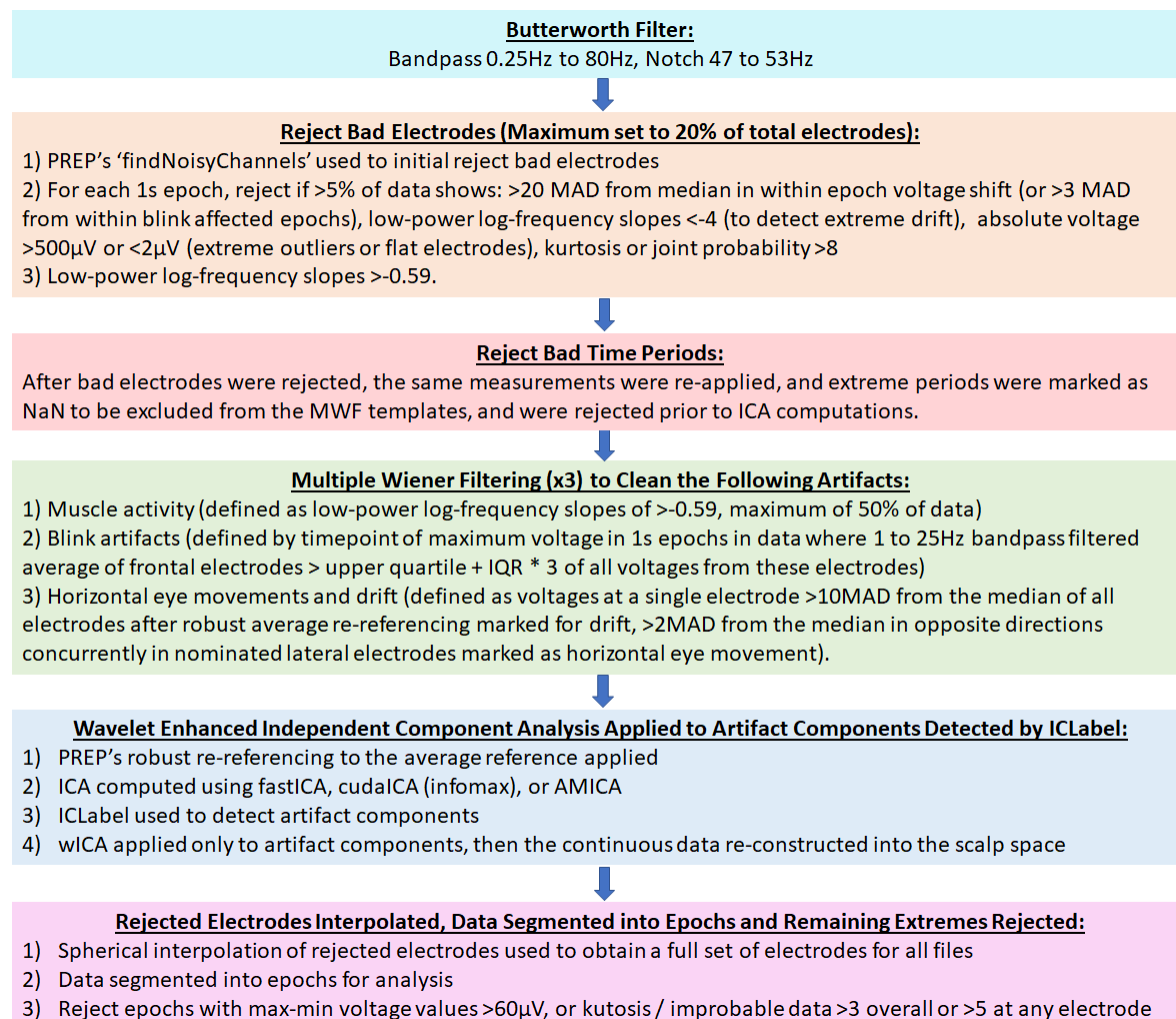 Butterworth Filter:
Bandpass 0.25Hz to 80Hz, Notch 47 to 53Hz
Reject Bad Electrodes (Maximum set to 20% of total electrodes):
1) PREP's 'findNoisyChannels' used to initial reject bad electrodes
2) For each 1s epoch, reject if >5% of data shows: >20 MAD from median in within epoch voltage shift (or >3 MAD
from within blink affected epochs), low-power log-frequency slopes <-4 (to detect extreme drift),  absolute voltage
>500µV or <2µV (extreme outliers or flat electrodes), kurtosis or joint probability >8
3) Low-power log-frequency slopes >-0.59.
Reject Bad Time Periods:
After bad electrodes were rejected, the same measurements were re-applied, and extreme periods were marked as
NaN to be excluded from the MWF templates, and were rejected prior to ICA computations.
Multiple Wiener Filtering (x3) to Clean the Following Artifacts:
1) Muscle activity (defined as low-power log-frequency slopes of >-0.59, maximum of 50% of data)
2) Blink artifacts (defined by timepoint of maximum voltage in 1s epochs in data where 1 to 25Hz bandpass filtered
average of frontal electrodes > upper quartile + IQR * 3 of all voltages from these electrodes)
3) Horizontal eye movements and drift (defined as voltages at a single electrode >10MAD from the median of all
electrodes after robust average re-referencing marked for drift, >2MAD from the median in opposite directions
concurrently in nominated lateral electrodes marked as horizontal eye movement).
Wavelet Enhanced Independent Component Analysis Applied to Artifact Components Detected by ICLabel:
1) PREP's robust re-referencing to the average reference applied
2) ICA computed using fastICA, cudaICA (infomax), or AMICA
3) ICLabel used to detect artifact components
4) wICA applied only to artifact components, then the continuous data re-constructed into the scalp space
Rejected Electrodes Interpolated, Data Segmented into Epochs and Remaining Extremes Rejected:
1) Spherical interpolation of rejected electrodes used to obtain a full set of electrodes for all files
2) Data segmented into epochs for analysis
3) Reject epochs with max-min voltage values >60µV, or kutosis / improbable data >3 overall or >5 at any electrode